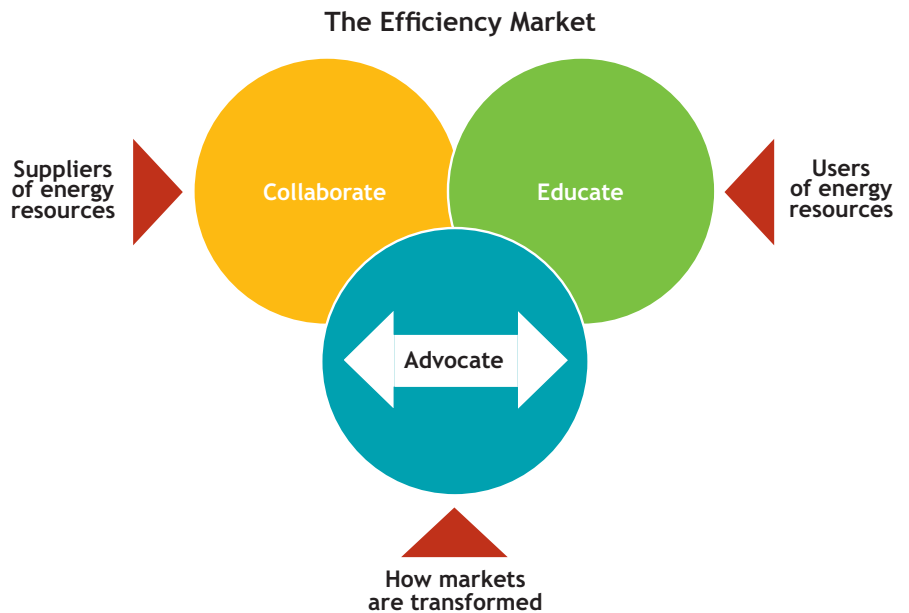 The Efficiency Market
Suppliers
of energy
resources
Collaborate
Educate
Users
of energy
resources
Advocate
How markets
are transformed